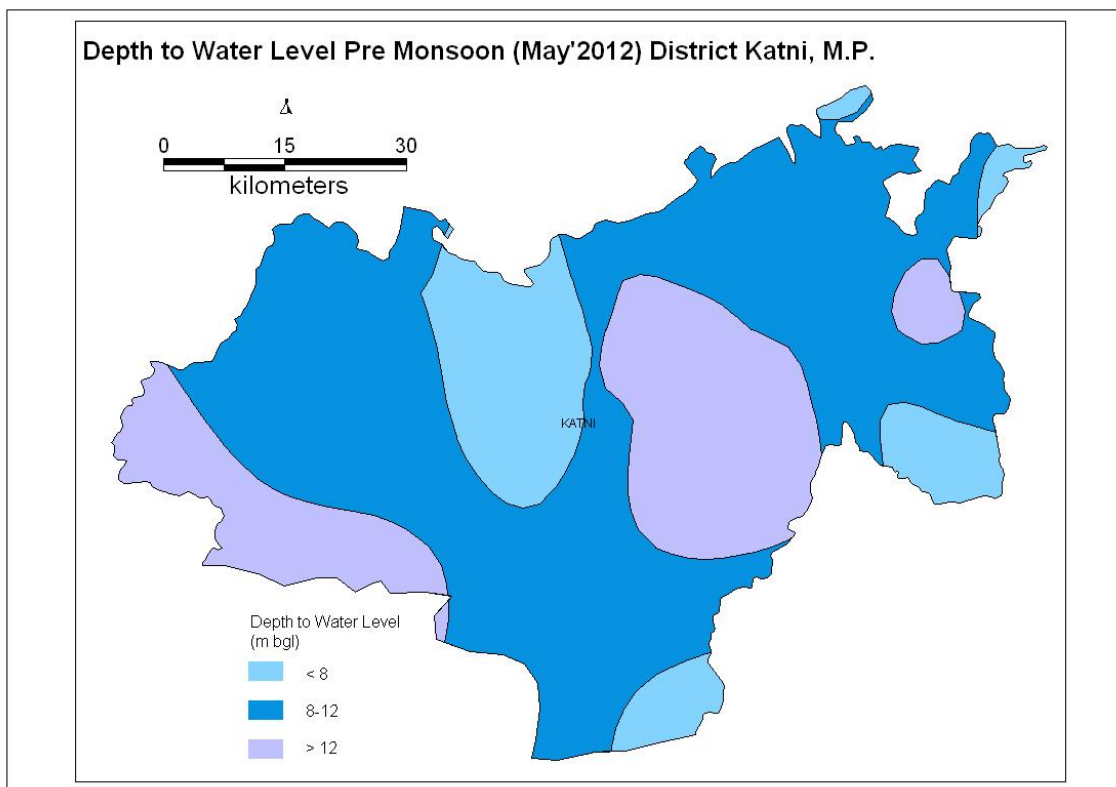 Depth to Water Level Pre Monsoon (May'2012) District Katni, M.P.
0 15 30
kilometers
KATNI
Depth to Water Level
(m bgl)
< 8
8-12
> 12